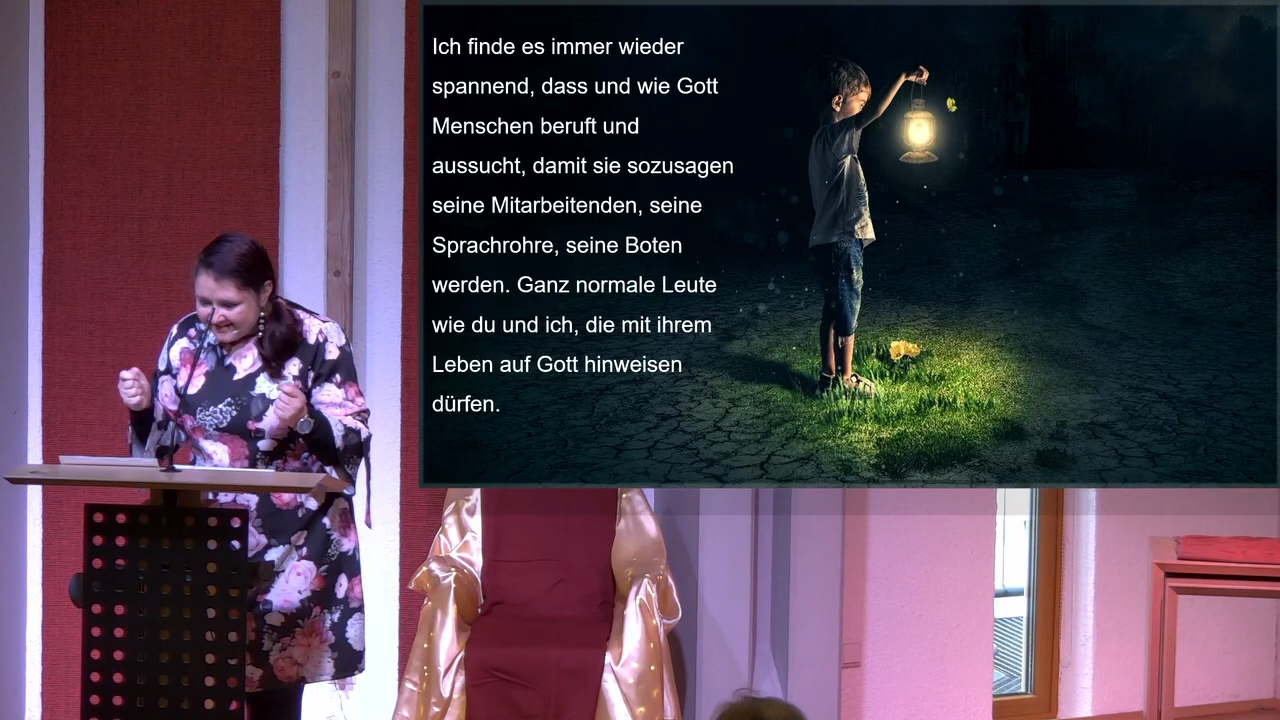 Ich finde es immer wieder
spannend, dass und wie Gott
Menschen beruft und
aussucht, damit sie sozusagen
seine Mitarbeitenden, seine
Sprachrohre, seine Boten
werden. Ganz normale Leute
wie du und ich, die mit ihrem
Leben auf Gott hinweisen
dürfen.